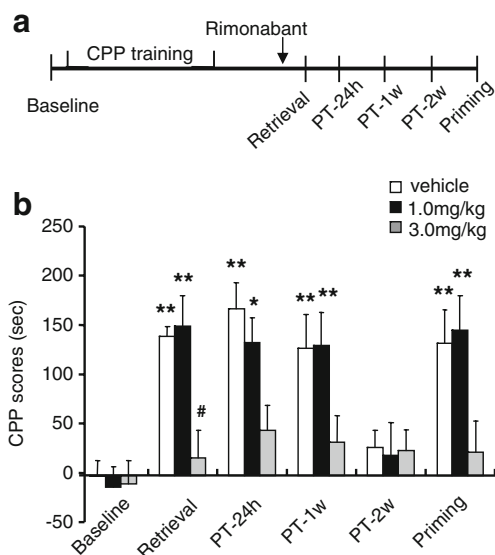 a
Rimonabant
CPP training
Baseline
Retrieval
PT-24h
PT-1w
PT-2w
Priming
b
vehicle
1.0mg/kg
3.0mg/kg
CPP scores (sec)
250
200
150
100
50
0
-50
** ** #
** *
** **
** **
Baseline
Retrieval
PT-24h
PT-1w
PT-2w
Priming